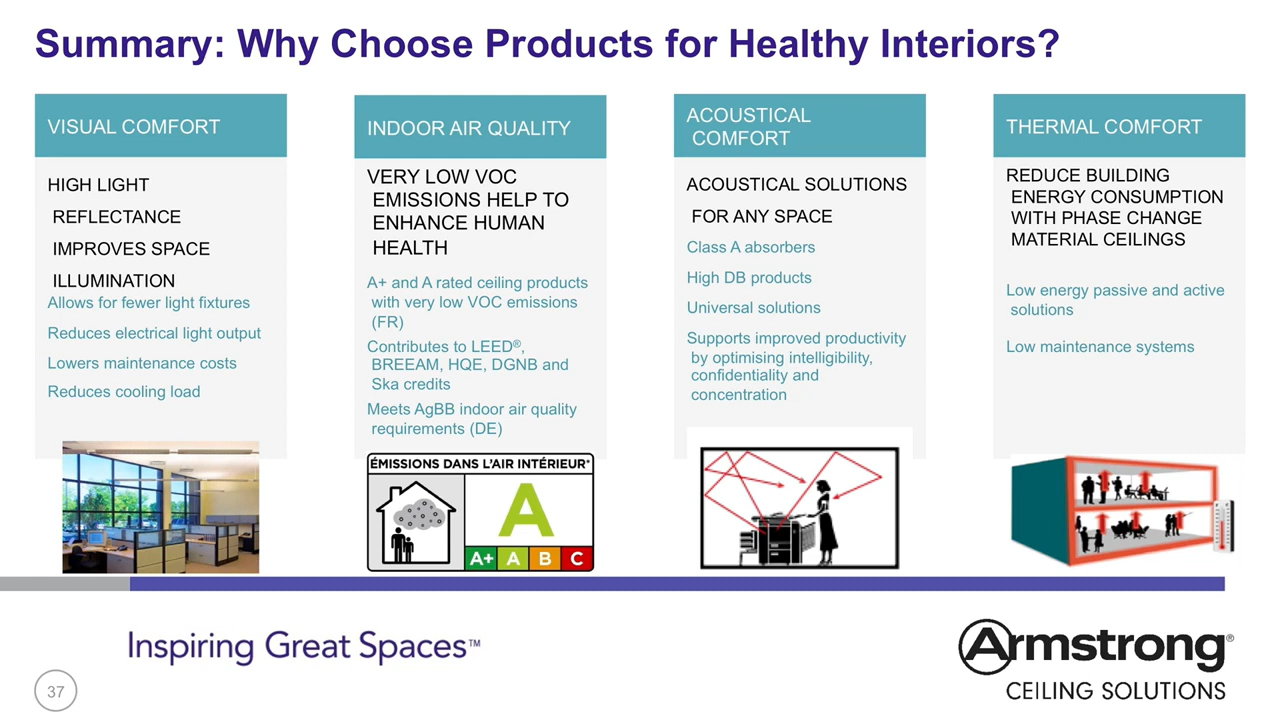 Summary: Why Choose Products for Healthy Interiors?
VISUAL COMFORT
HIGH LIGHT
REFLECTANCE
IMPROVES SPACE
ILLUMINATION
Allows for fewer light fixtures
Reduces electrical light output
Lowers maintenance costs
Reduces cooling load
INDOOR AIR QUALITY
VERY LOW VOC
EMISSIONS HELP TO
ENHANCE HUMAN
HEALTH
A+ and A rated ceiling products
with very low VOC emissions
(FR)
Contributes to LEED®,
BREEAM, HQE, DGNB and
Ska credits
Meets AgBB indoor air quality
requirements (DE)
ÉMISSIONS DANS L'AIR INTÉRIEUR*
A
A+ A B C
ACOUSTICAL
COMFORT
ACOUSTICAL SOLUTIONS
FOR ANY SPACE
Class A absorbers
High DB products
Universal solutions
Supports improved productivity
by optimising intelligibility,
confidentiality and
concentration
THERMAL COMFORT
REDUCE BUILDING
ENERGY CONSUMPTION
WITH PHASE CHANGE
MATERIAL CEILINGS
Low energy passive and active
solutions
Low maintenance systems
Inspiring Great Spaces™
Armstrong®
CEILING SOLUTIONS
37